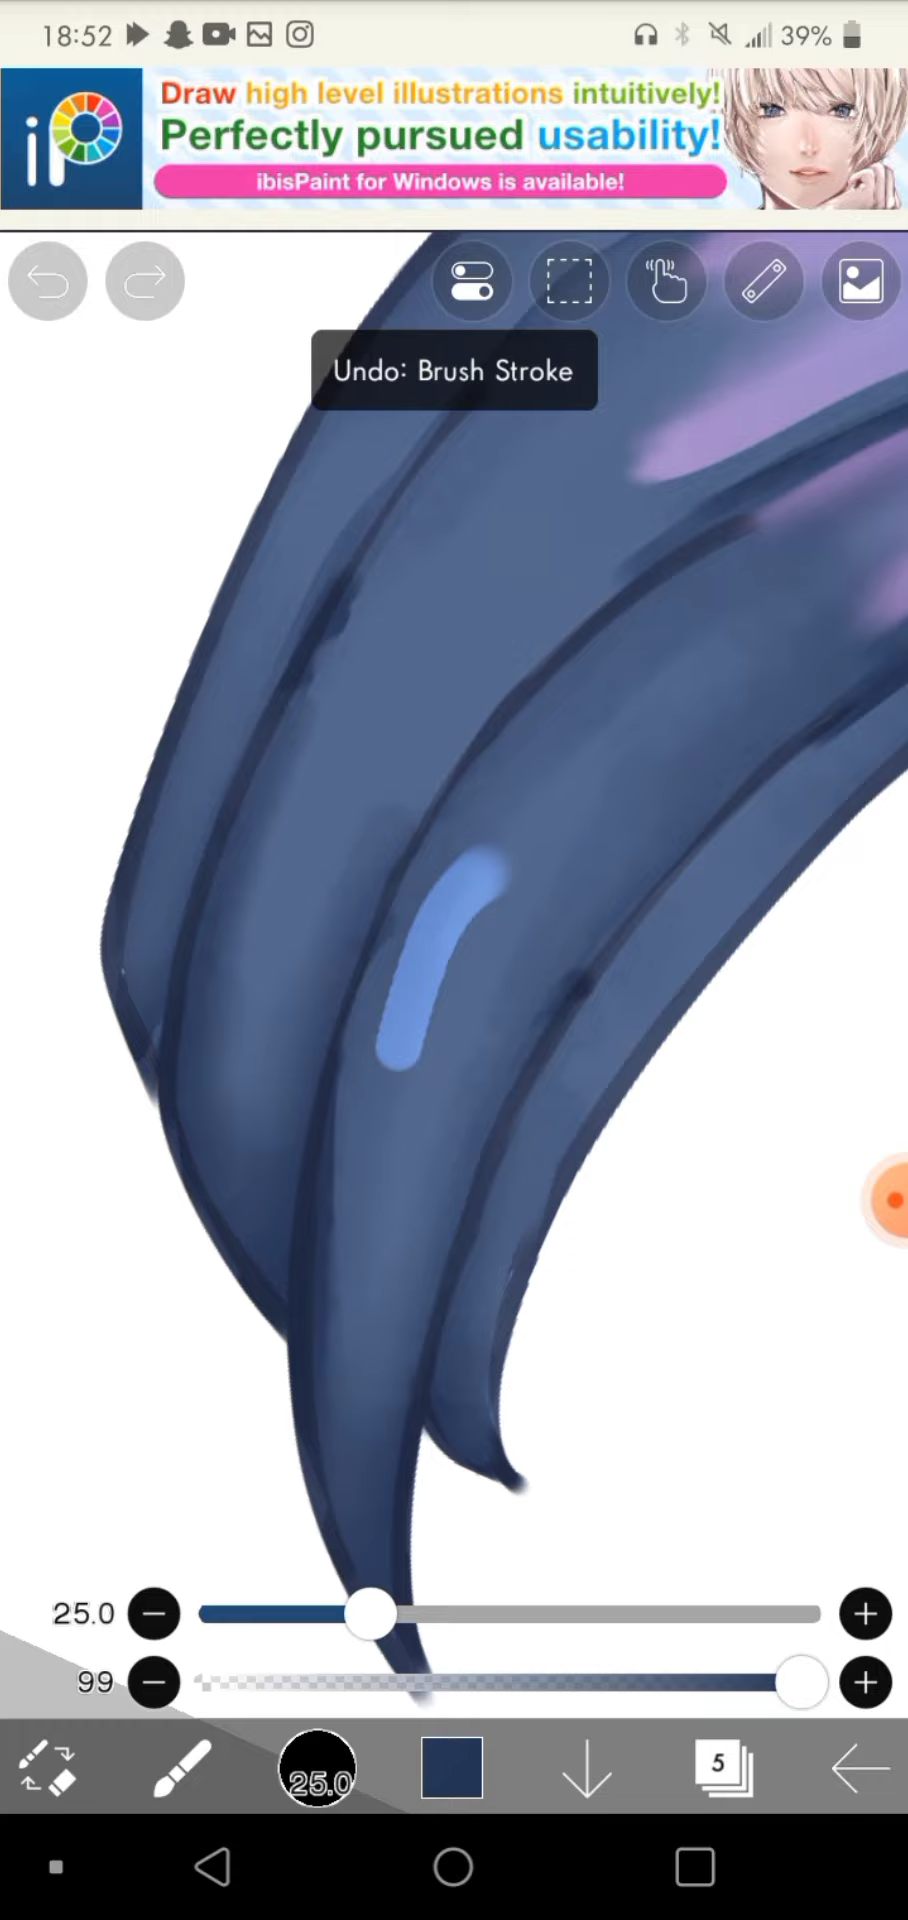 18:52
39%
iP
Draw high level illustrations intuitively!
Perfectly pursued usability!
ibisPaint for Windows is available!
Undo: Brush Stroke
25.0
99
25.0
5